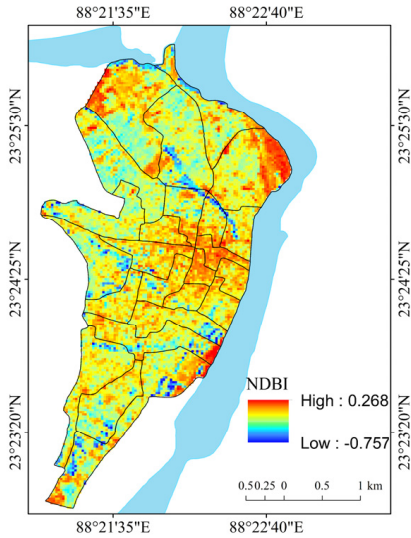 88°21'35"E 88°22'40"E
23°25'30"N 23°25'30"N
23°24'25"N 23°24'25"N
23°23'20"N 23°23'20"N
NDBI
High : 0.268
Low : -0.757
0.5 0.25 0 0.5 1 km
88°21'35"E 88°22'40"E